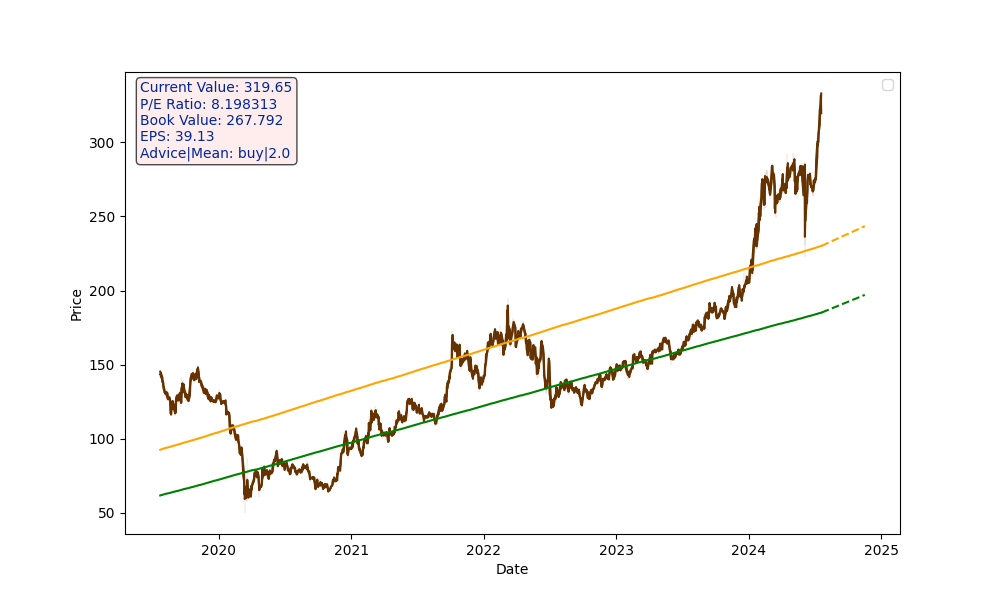 Current Value: 319.65
P/E Ratio: 8.198313
Book Value: 267.792
EPS: 39.13
Advice|Mean: buy|2.0
300
250
200
150
100
50
Price
2020
2021
2022
2023
2024
2025
Date